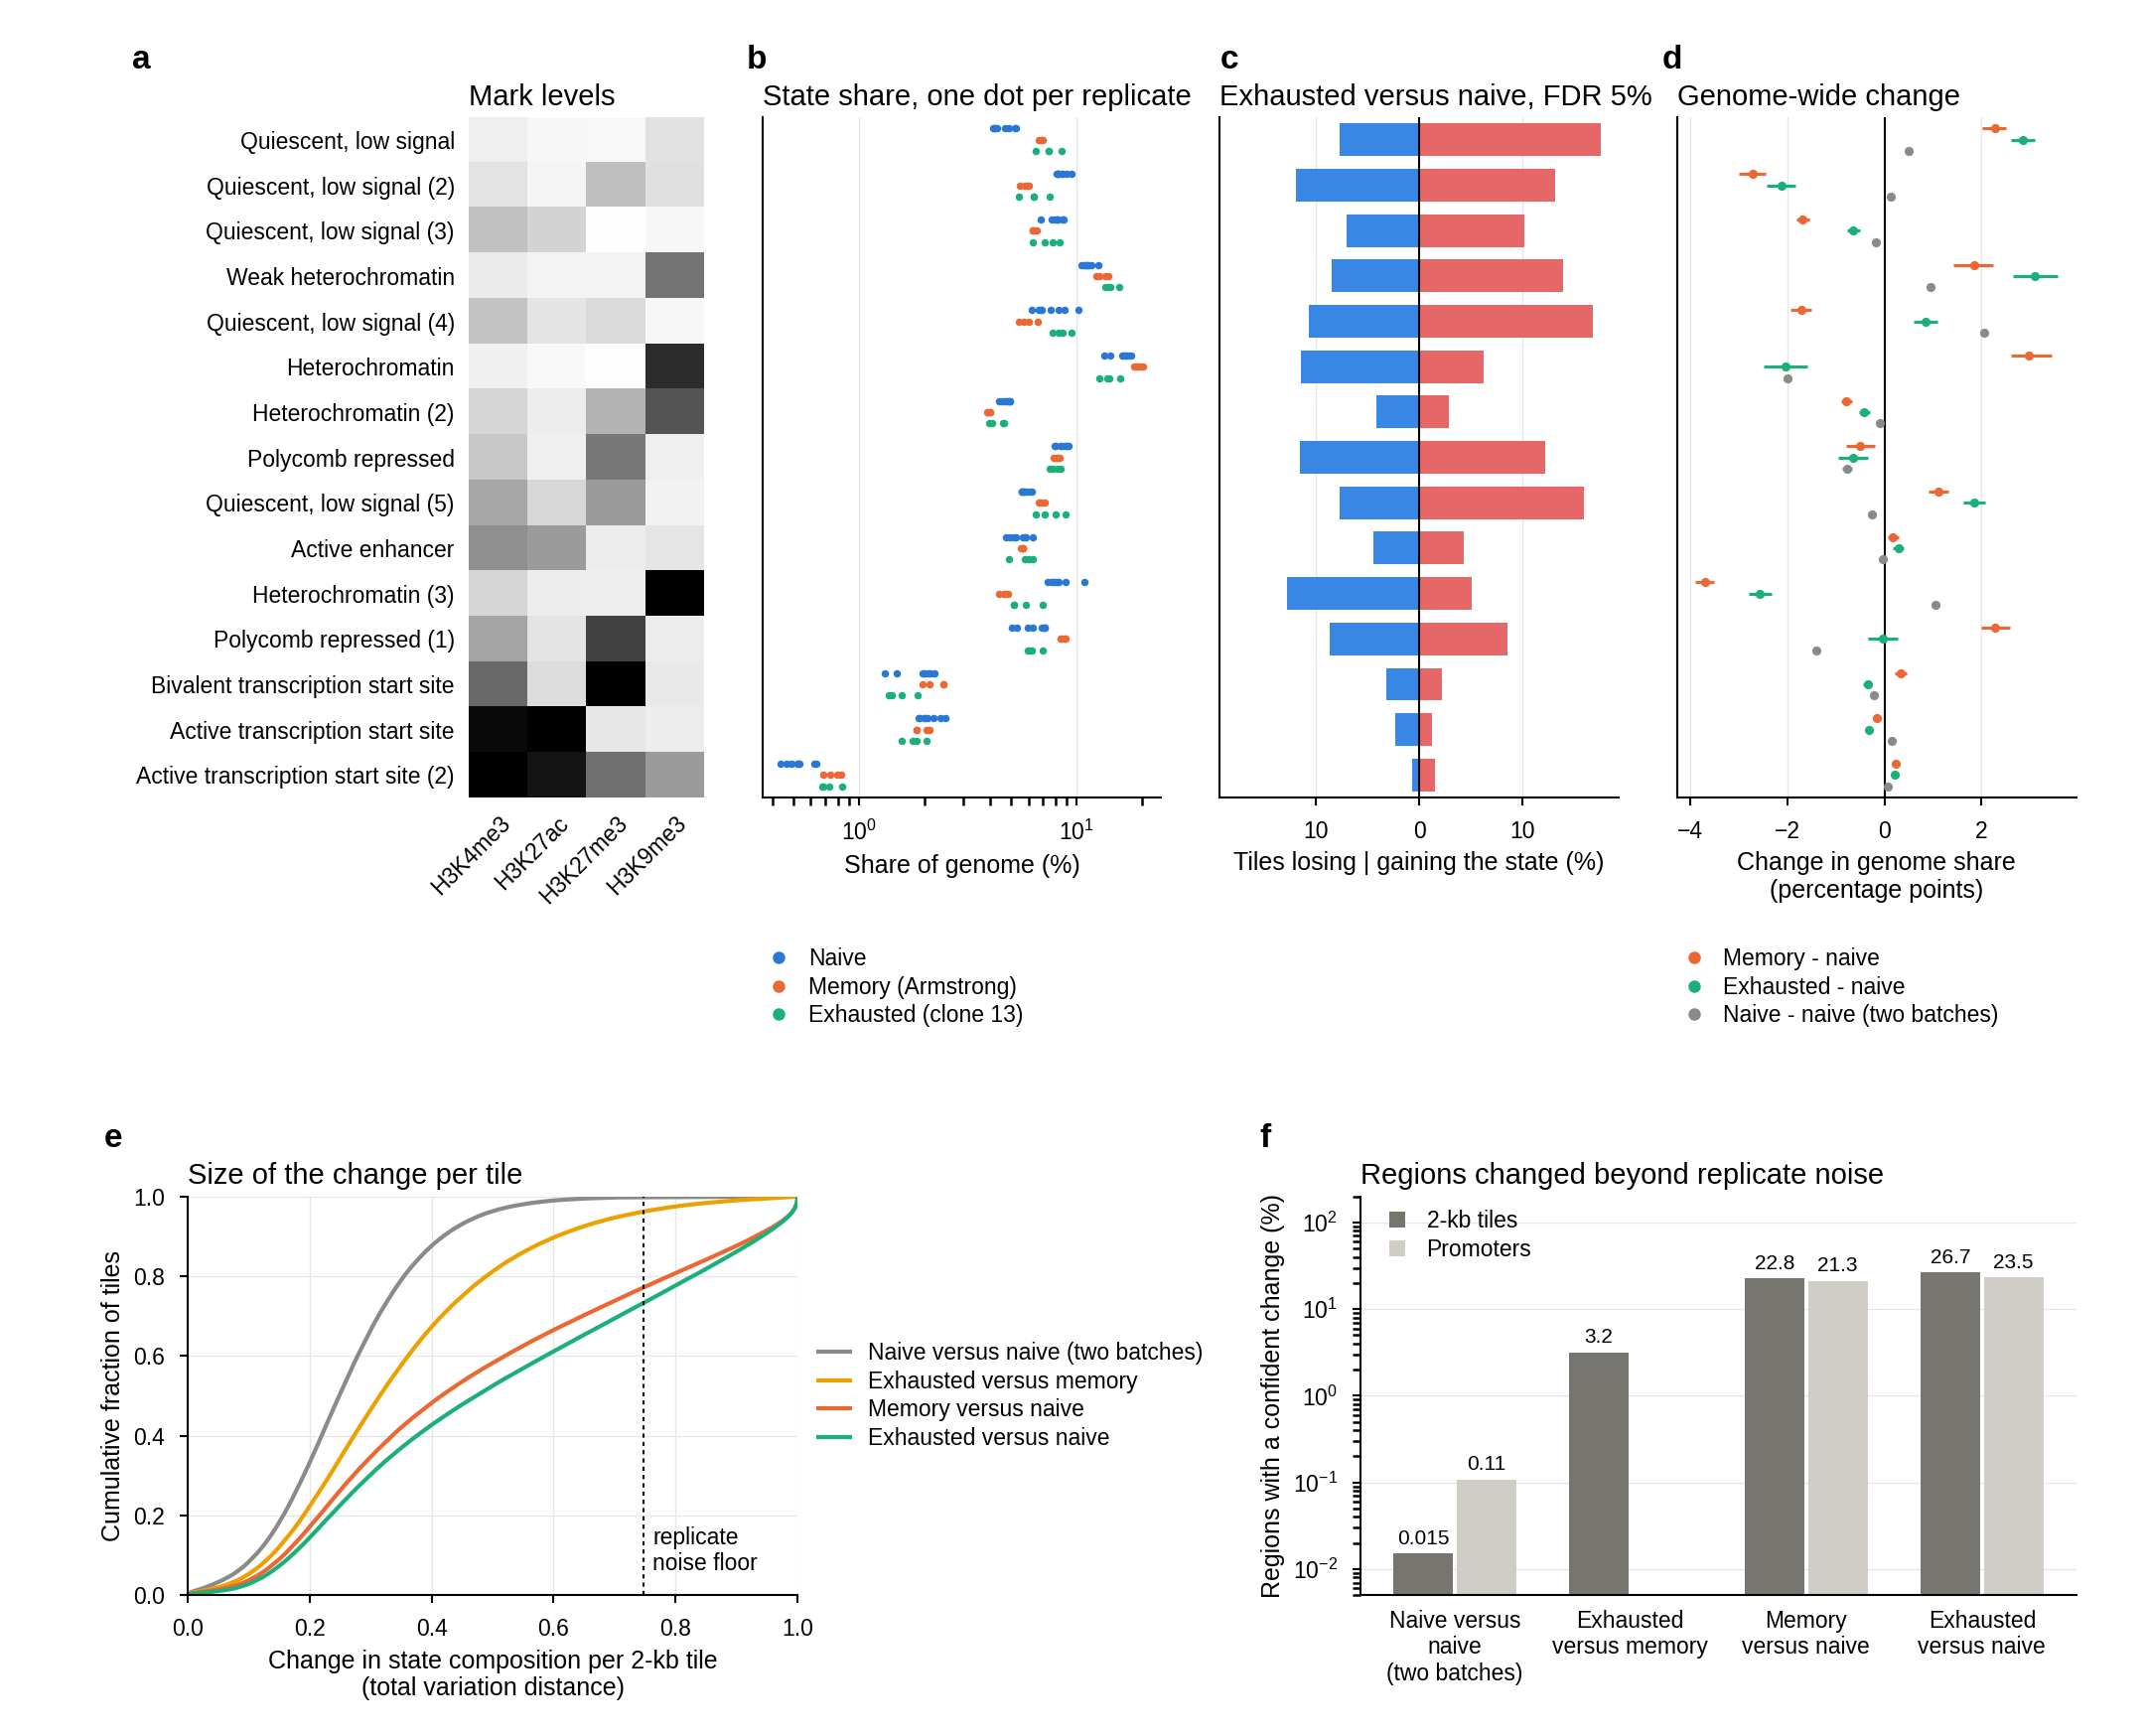 a
Mark levels
Quiescent, low signal
Quiescent, low signal (2)
Quiescent, low signal (3)
Weak heterochromatin
Quiescent, low signal (4)
Heterochromatin
Heterochromatin (2)
Polycomb repressed
Quiescent, low signal (5)
Active enhancer
Heterochromatin (3)
Polycomb repressed (1)
Bivalent transcription start site
Active transcription start site
Active transcription start site (2)
H3K4me3
H3K27ac
H3K27me3
H3K9me3
b
State share, one dot per replicate
10⁰
10¹
Share of genome (%)
Naive
Memory (Armstrong)
Exhausted (clone 13)
c
Exhausted versus naive, FDR 5%
10
0
10
Tiles losing | gaining the state (%)
d
Genome-wide change
−4
−2
0
2
Change in genome share
(percentage points)
Memory - naive
Exhausted - naive
Naive - naive (two batches)
e
Size of the change per tile
Cumulative fraction of tiles
1.0
0.8
0.6
0.4
0.2
0.0
replicate
noise floor
0.0
0.2
0.4
0.6
0.8
1.0
Change in state composition per 2-kb tile
(total variation distance)
Naive versus naive (two batches)
Exhausted versus memory
Memory versus naive
Exhausted versus naive
f
Regions changed beyond replicate noise
Regions with a confident change (%)
10²
10¹
10⁰
10⁻¹
10⁻²
2-kb tiles
Promoters
0.015
0.11
3.2
22.8
21.3
26.7
23.5
Naive versus
naive
(two batches)
Exhausted
versus memory
Memory
versus naive
Exhausted
versus naive